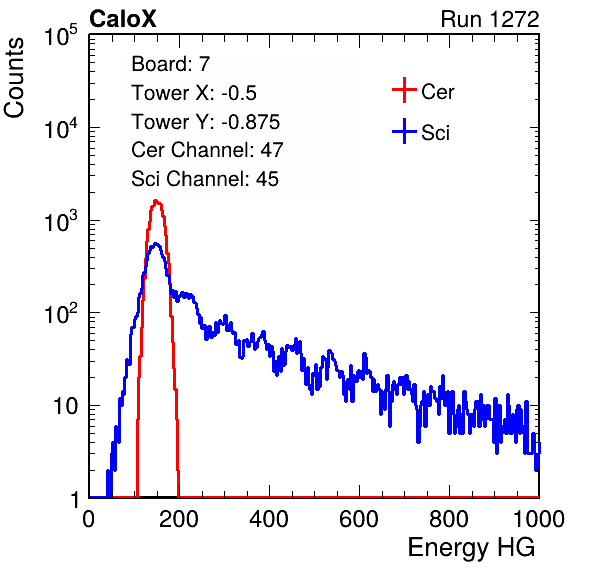 CaloX Run 1272
Counts
Board: 7
Tower X: -0.5
Tower Y: -0.875
Cer Channel: 47
Sci Channel: 45
Cer
Sci
10^5
10^4
10^3
10^2
10
1
0 200 400 600 800 1000
Energy HG